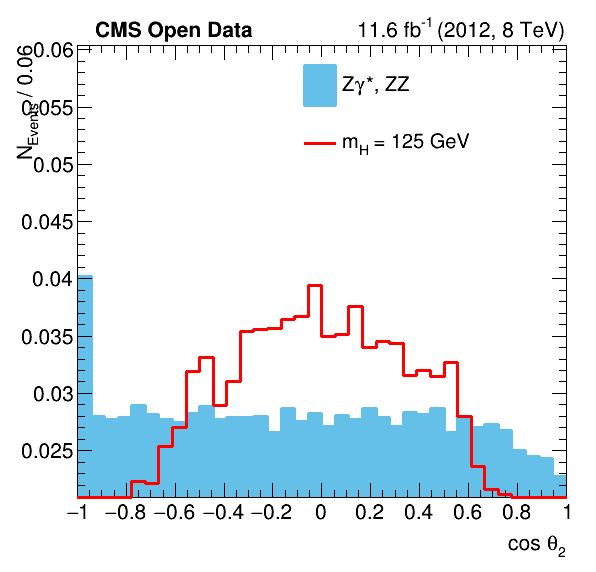 CMS Open Data
11.6 fb⁻¹ (2012, 8 TeV)
N_Events / 0.06
0.06
0.055
0.05
0.045
0.04
0.035
0.03
0.025
Zγ*, ZZ
m_H = 125 GeV
−1 −0.8 −0.6 −0.4 −0.2 0 0.2 0.4 0.6 0.8 1
cos θ₂